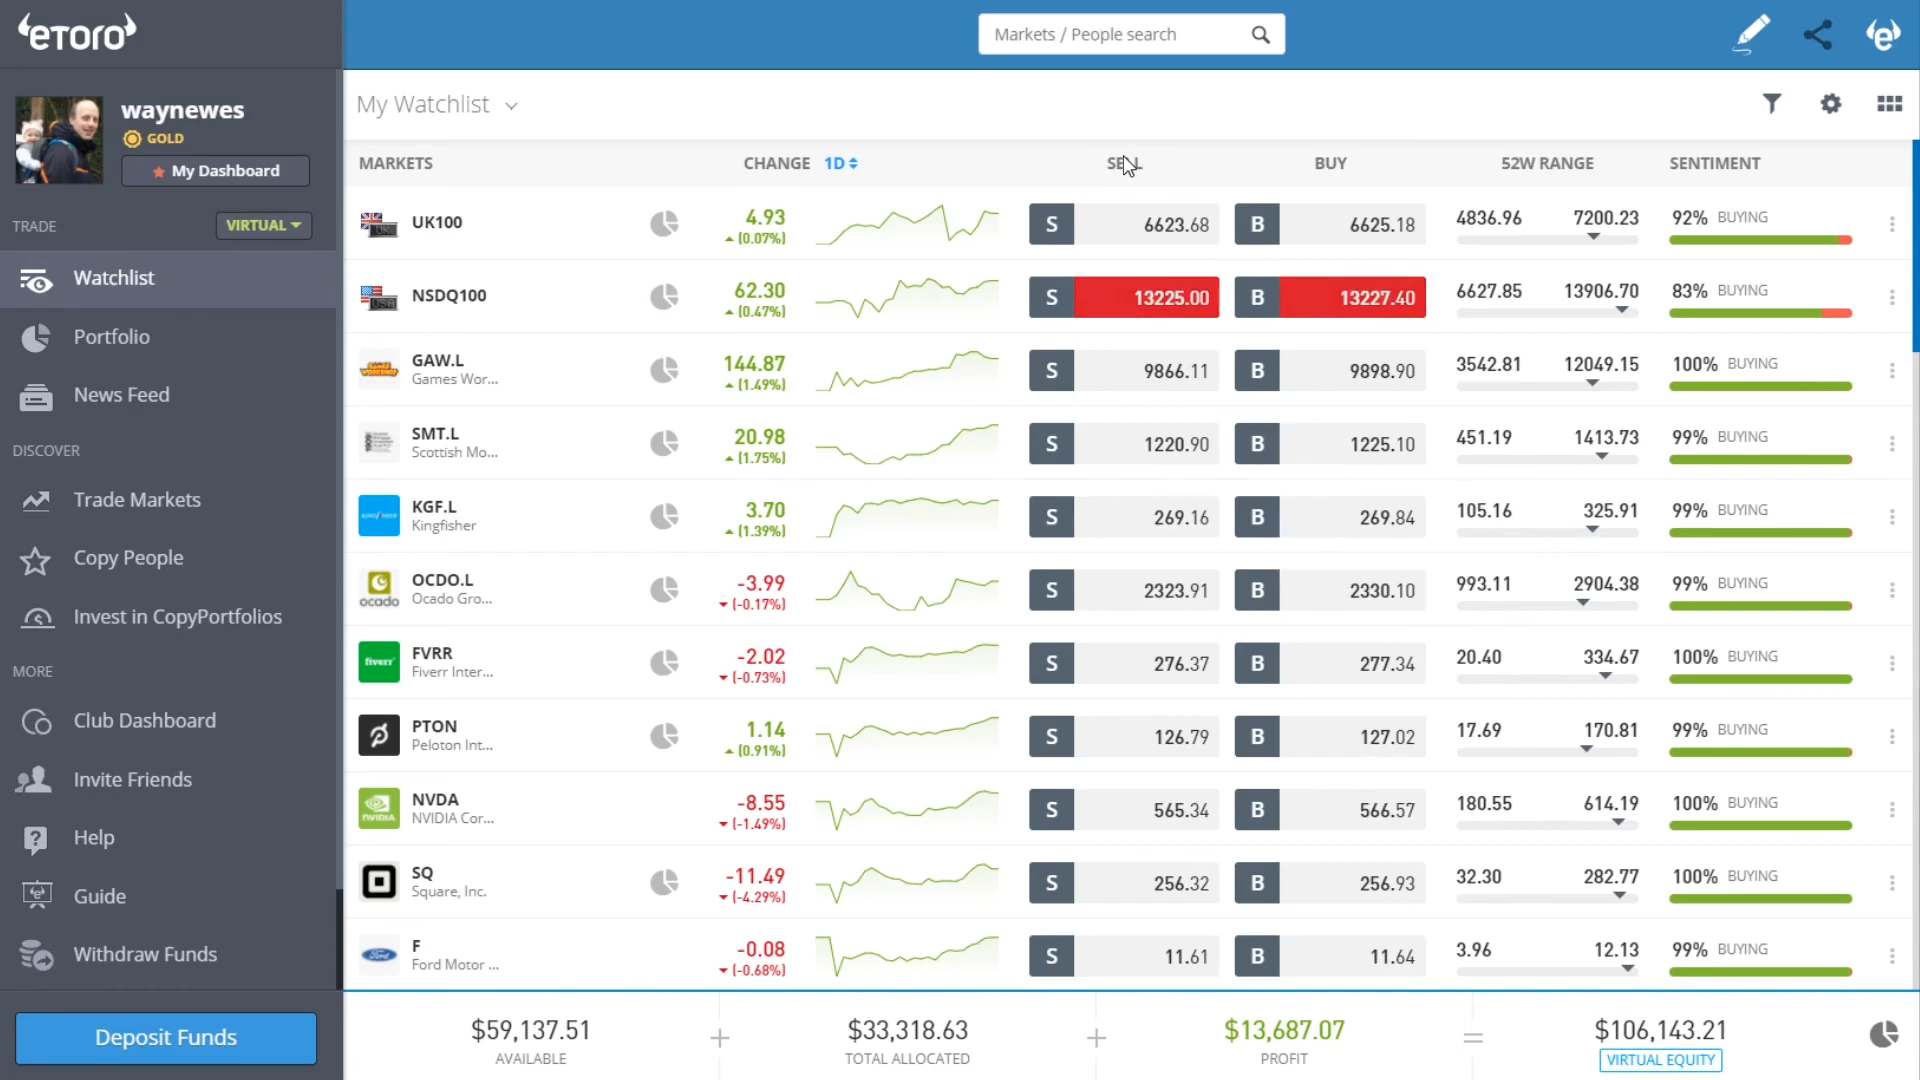 eToro
Markets / People search
waynewes
GOLD
My Dashboard
TRADE
VIRTUAL
Watchlist
Portfolio
News Feed
DISCOVER
Trade Markets
Copy People
Invest in CopyPortfolios
MORE
Club Dashboard
Invite Friends
Help
Guide
Withdraw Funds
Deposit Funds
My Watchlist
MARKETS CHANGE 1D SELL BUY 52W RANGE SENTIMENT
UK100 4.93 (0.07%) S 6623.68 B 6625.18 4836.96 7200.23 92% BUYING
NSDQ100 62.30 (0.47%) S 13225.00 B 13227.40 6627.85 13906.70 83% BUYING
GAW.L Games Wor... 144.87 (1.49%) S 9866.11 B 9898.90 3542.81 12049.15 100% BUYING
SMT.L Scottish Mo... 20.98 (1.75%) S 1220.90 B 1225.10 451.19 1413.73 99% BUYING
KGF.L Kingfisher 3.70 (1.39%) S 269.16 B 269.84 105.16 325.91 99% BUYING
ocado OCDO.L Ocado Gro... -3.99 (-0.17%) S 2323.91 B 2330.10 993.11 2904.38 99% BUYING
fiverr FVRR Fiverr Inter... -2.02 (-0.73%) S 276.37 B 277.34 20.40 334.67 100% BUYING
PTON Peloton Int... 1.14 (0.91%) S 126.79 B 127.02 17.69 170.81 99% BUYING
NVIDIA NVDA NVIDIA Cor... -8.55 (-1.49%) S 565.34 B 566.57 180.55 614.19 100% BUYING
SQ Square, Inc. -11.49 (-4.29%) S 256.32 B 256.93 32.30 282.77 100% BUYING
Ford F Ford Motor ... -0.08 (-0.68%) S 11.61 B 11.64 3.96 12.13 99% BUYING
$59,137.51 + $33,318.63 + $13,687.07 = $106,143.21
AVAILABLE TOTAL ALLOCATED PROFIT VIRTUAL EQUITY